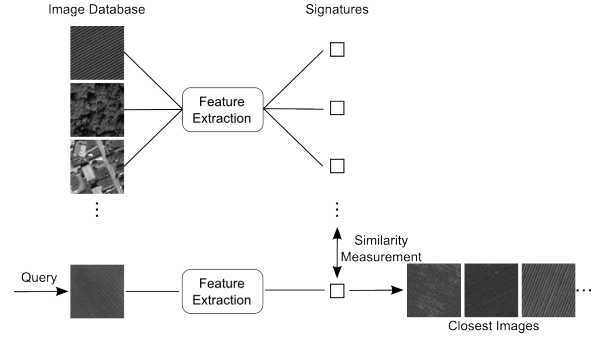 Image Database
Signatures
Feature
Extraction
Similarity
Measurement
Query
Feature
Extraction
Closest Images